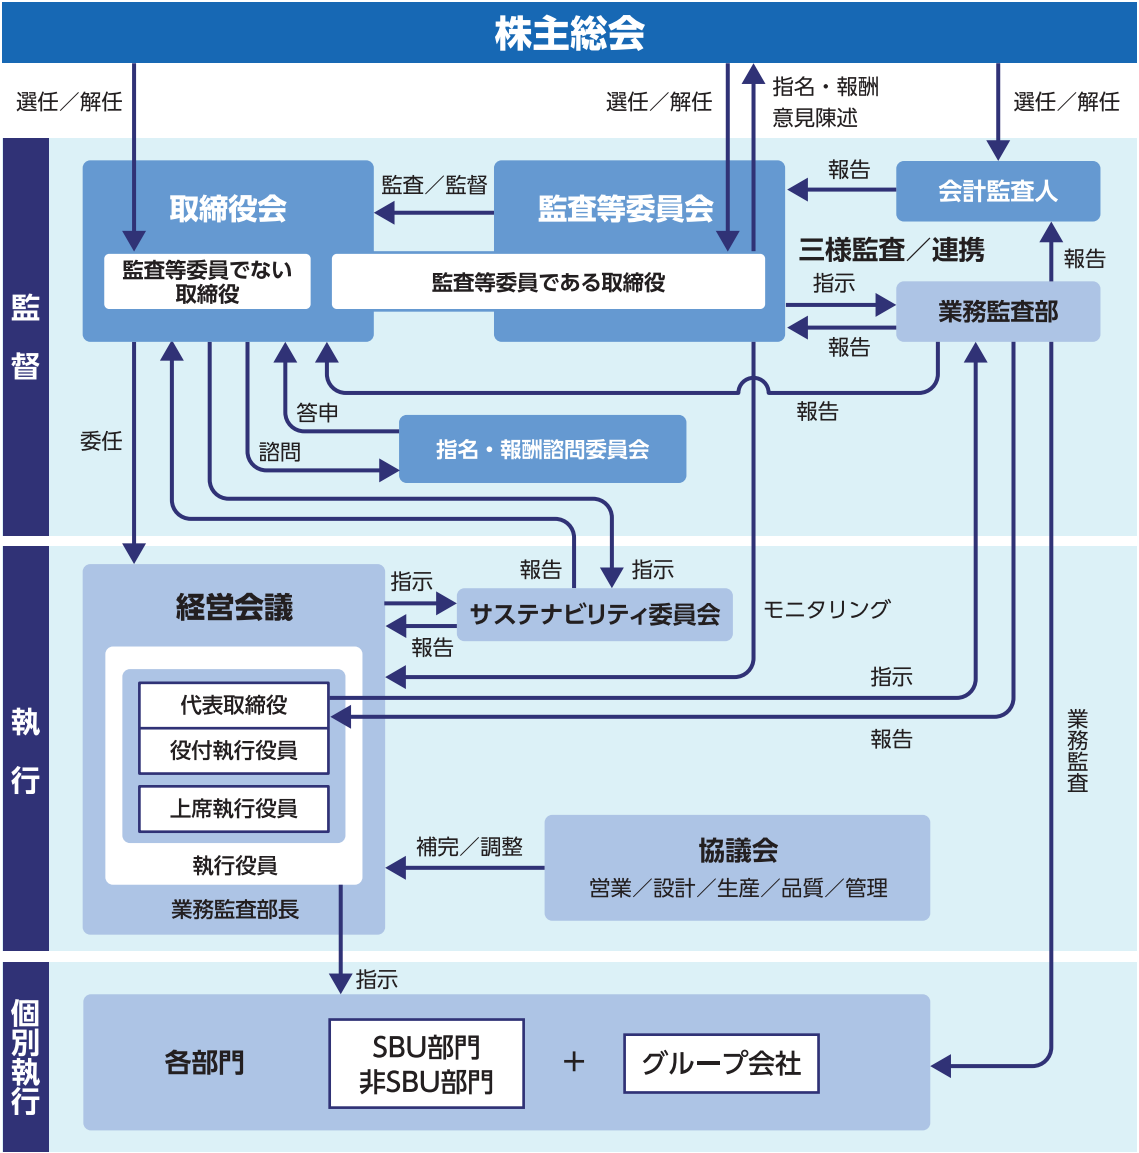 株主総会
選任／解任
選任／解任
指名・報酬
意見陳述
選任／解任
監督
取締役会
監査／監督
監査等委員会
報告
会計監査人
三様監査／連携
報告
監査等委員でない
取締役
監査等委員である取締役
指示
業務監査部
報告
報告
委任
答申
諮問
指名・報酬諮問委員会
執行
経営会議
指示
報告
報告
指示
サステナビリティ委員会
モニタリング
代表取締役
役付執行役員
上席執行役員
執行役員
業務監査部長
指示
報告
業務監査
補完／調整
協議会
営業／設計／生産／品質／管理
指示
個別執行
各部門
SBU部門
非SBU部門
+
グループ会社